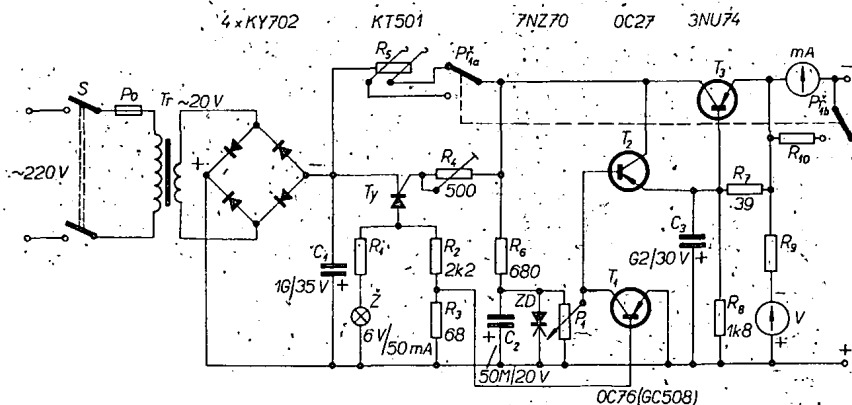 4 x KY702 KT501 7NZ70 OC27 3NU74
S
Po
Tr ~20 V
~220 V
+
−
R5
Př1a
T3
mA
−
Př1b
R4
500
Ty
T2
R7
39
R10
C1
1G/35 V
+
R1
R2
2k2
R6
680
C3
G2/30 V
+
R9
Ž
6 V/50 mA
R3
68
C2
50M/20 V
+
ZD
P1
T1
R8
1k8
V
+
+
OC76 (GC508)